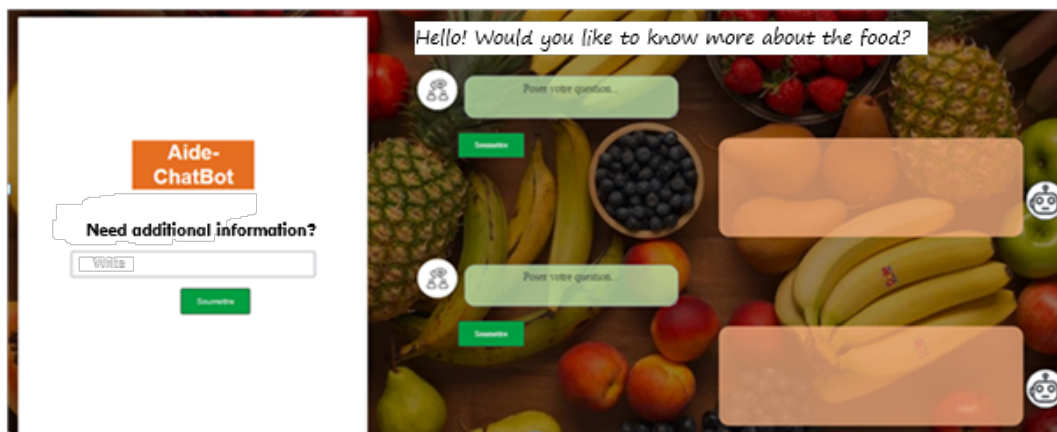 Aide-
ChatBot
Need additional information?
Write
Soumettre
Hello! Would you like to know more about the food?
Poser votre question...
Soumettre
Poser votre question...
Soumettre